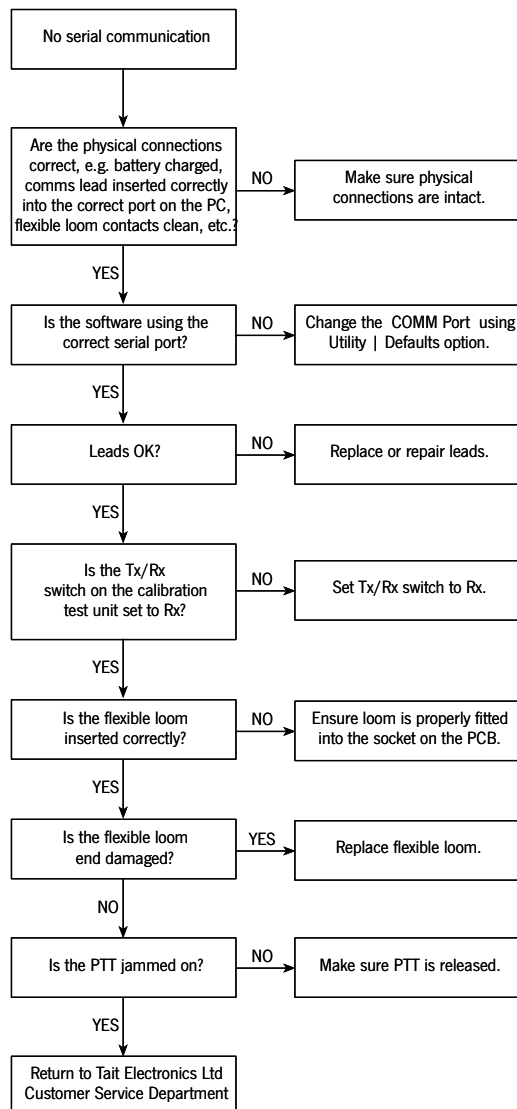 No serial communication
Are the physical connections
correct, e.g. battery charged,
comms lead inserted correctly
into the correct port on the PC,
flexible loom contacts clean, etc.?
NO
Make sure physical
connections are intact.
YES
Is the software using the
correct serial port?
NO
Change the COMM Port using
Utility | Defaults option.
YES
Leads OK?
NO
Replace or repair leads.
YES
Is the Tx/Rx
switch on the calibration
test unit set to Rx?
NO
Set Tx/Rx switch to Rx.
YES
Is the flexible loom
inserted correctly?
NO
Ensure loom is properly fitted
into the socket on the PCB.
YES
Is the flexible loom
end damaged?
YES
Replace flexible loom.
NO
Is the PTT jammed on?
NO
Make sure PTT is released.
YES
Return to Tait Electronics Ltd
Customer Service Department